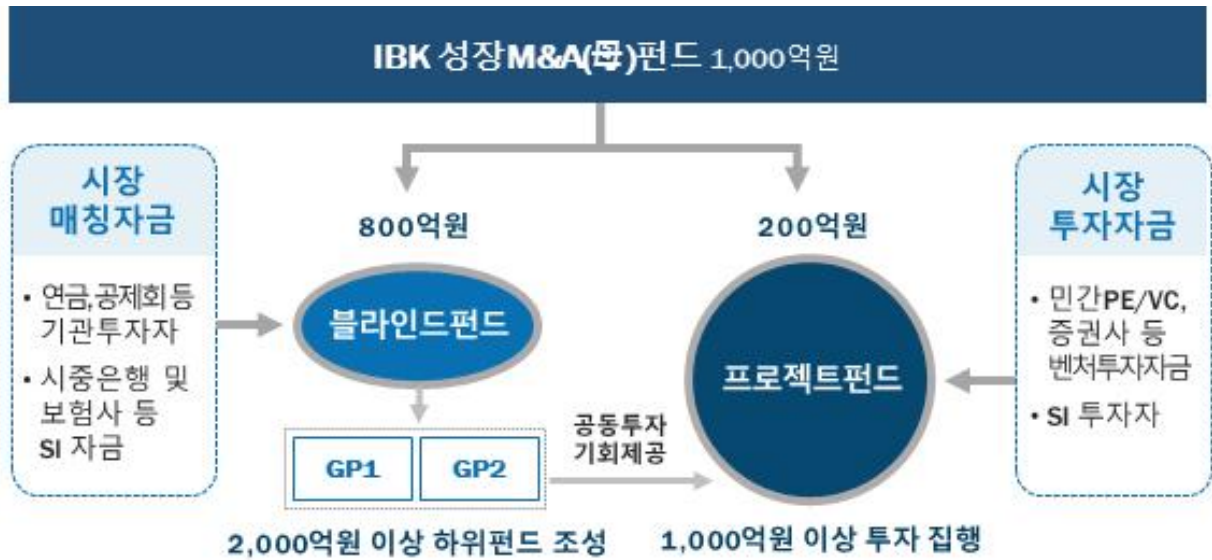 IBK 성장M&A(모)펀드 1,000억원
시장
매칭자금
• 연금,공제회 등
기관투자자
• 시중은행 및
보험사 등
SI 자금
800억원
블라인드펀드
GP1
GP2
2,000억원 이상 하위펀드 조성
공동투자
기회제공
200억원
프로젝트펀드
1,000억원 이상 투자 집행
시장
투자자금
• 민간PE/VC,
증권사 등
벤처투자자금
• SI 투자자